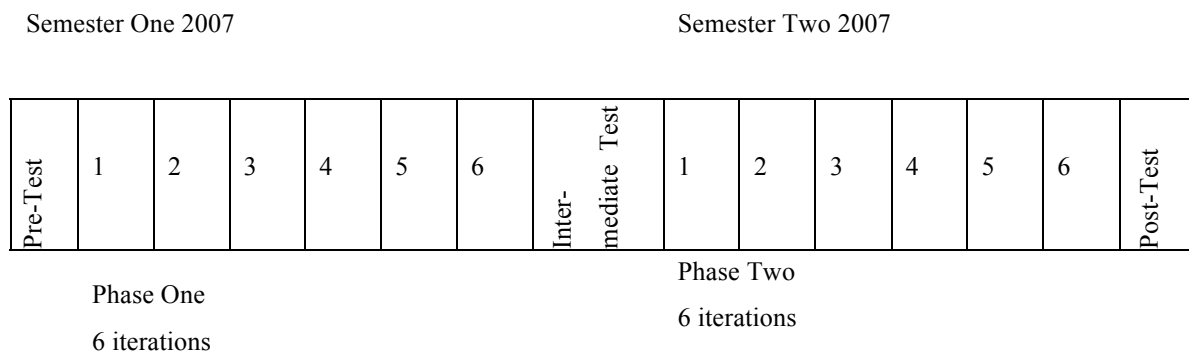 Semester One 2007
Semester Two 2007
Pre-Test
1
2
3
4
5
6
Inter-
mediate Test
1
2
3
4
5
6
Post-Test
Phase One
6 iterations
Phase Two
6 iterations